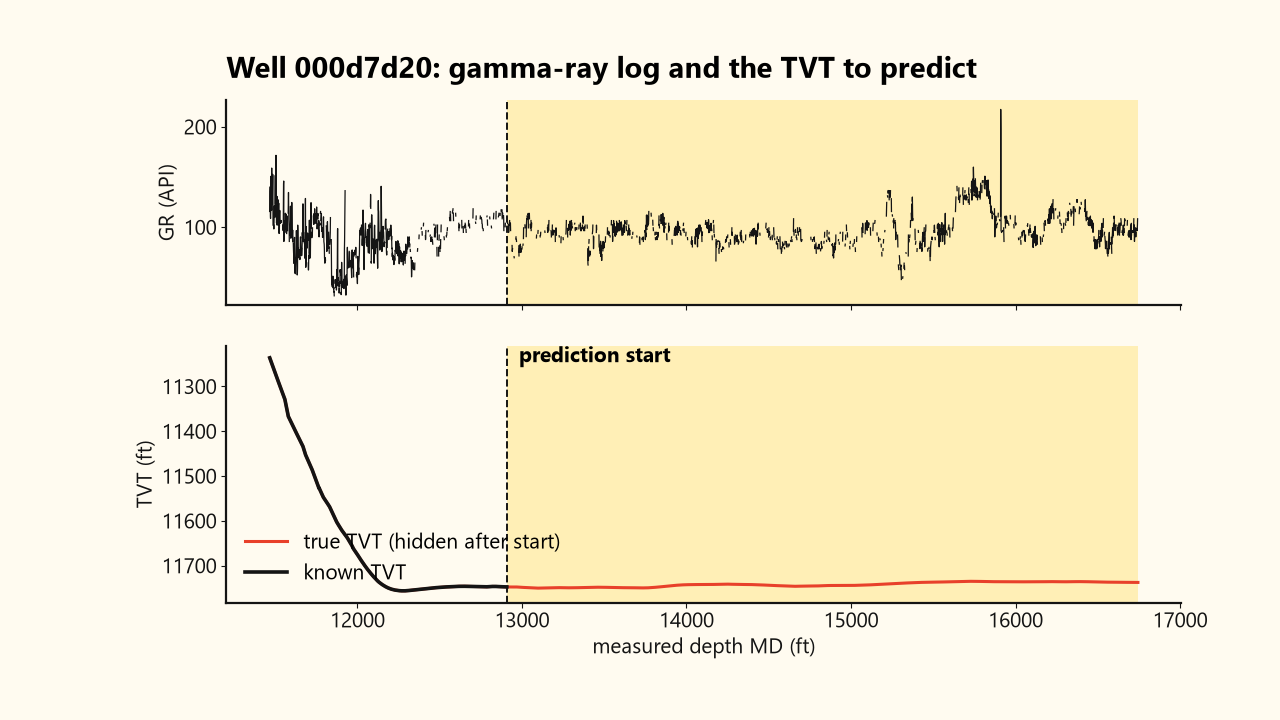 Well 000d7d20: gamma-ray log and the TVT to predict
200
100
GR (API)
prediction start
11300
11400
11500
11600
11700
TVT (ft)
true TVT (hidden after start)
known TVT
12000 13000 14000 15000 16000 17000
measured depth MD (ft)